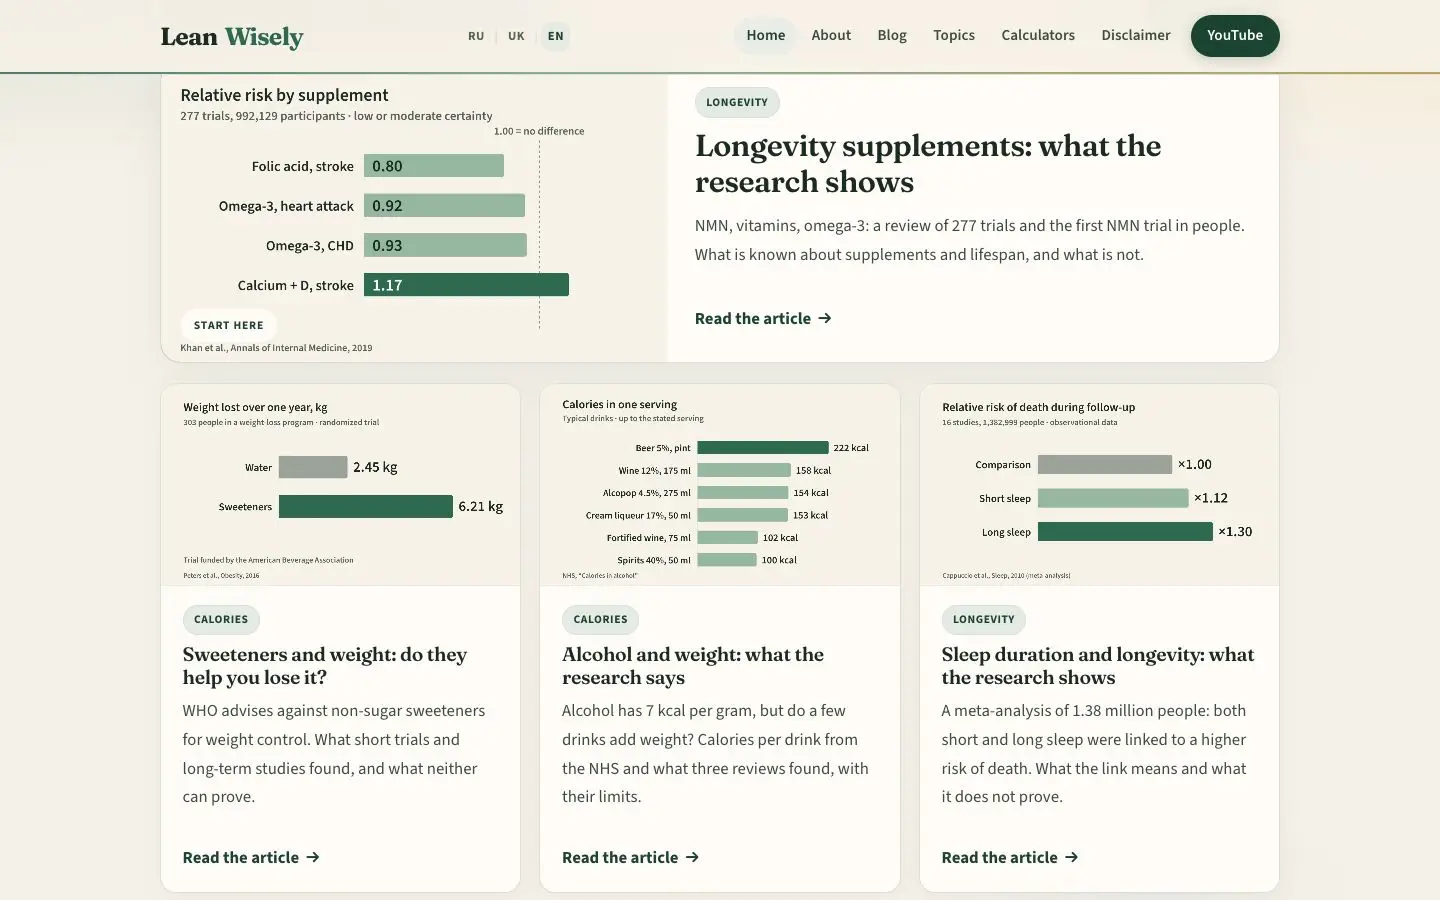 Lean Wisely
RU
UK
EN
Home
About
Blog
Topics
Calculators
Disclaimer
YouTube
Relative risk by supplement
277 trials, 992,129 participants · low or moderate certainty
1.00 = no difference
Folic acid, stroke 0.80
Omega-3, heart attack 0.92
Omega-3, CHD 0.93
Calcium + D, stroke 1.17
START HERE
Khan et al., Annals of Internal Medicine, 2019
LONGEVITY
Longevity supplements: what the
research shows
NMN, vitamins, omega-3: a review of 277 trials and the first NMN trial in people.
What is known about supplements and lifespan, and what is not.
Read the article →
Weight lost over one year, kg
303 people in a weight-loss program · randomized trial
Water 2.45 kg
Sweeteners 6.21 kg
Trial funded by the American Beverage Association
Peters et al., Obesity, 2016
CALORIES
Sweeteners and weight: do they
help you lose it?
WHO advises against non-sugar sweeteners
for weight control. What short trials and
long-term studies found, and what neither
can prove.
Read the article →
Calories in one serving
Typical drinks · up to the stated serving
Beer 5%, pint 222 kcal
Wine 12%, 175 ml 158 kcal
Alcopop 4.5%, 275 ml 154 kcal
Cream liqueur 17%, 50 ml 153 kcal
Fortified wine, 75 ml 102 kcal
Spirits 40%, 50 ml 100 kcal
NHS, "Calories in alcohol"
CALORIES
Alcohol and weight: what the
research says
Alcohol has 7 kcal per gram, but do a few
drinks add weight? Calories per drink from
the NHS and what three reviews found, with
their limits.
Read the article →
Relative risk of death during follow-up
16 studies, 1,382,999 people · observational data
Comparison ×1.00
Short sleep ×1.12
Long sleep ×1.30
Cappuccio et al., Sleep, 2010 (meta-analysis)
LONGEVITY
Sleep duration and longevity: what
the research shows
A meta-analysis of 1.38 million people: both
short and long sleep were linked to a higher
risk of death. What the link means and what
it does not prove.
Read the article →